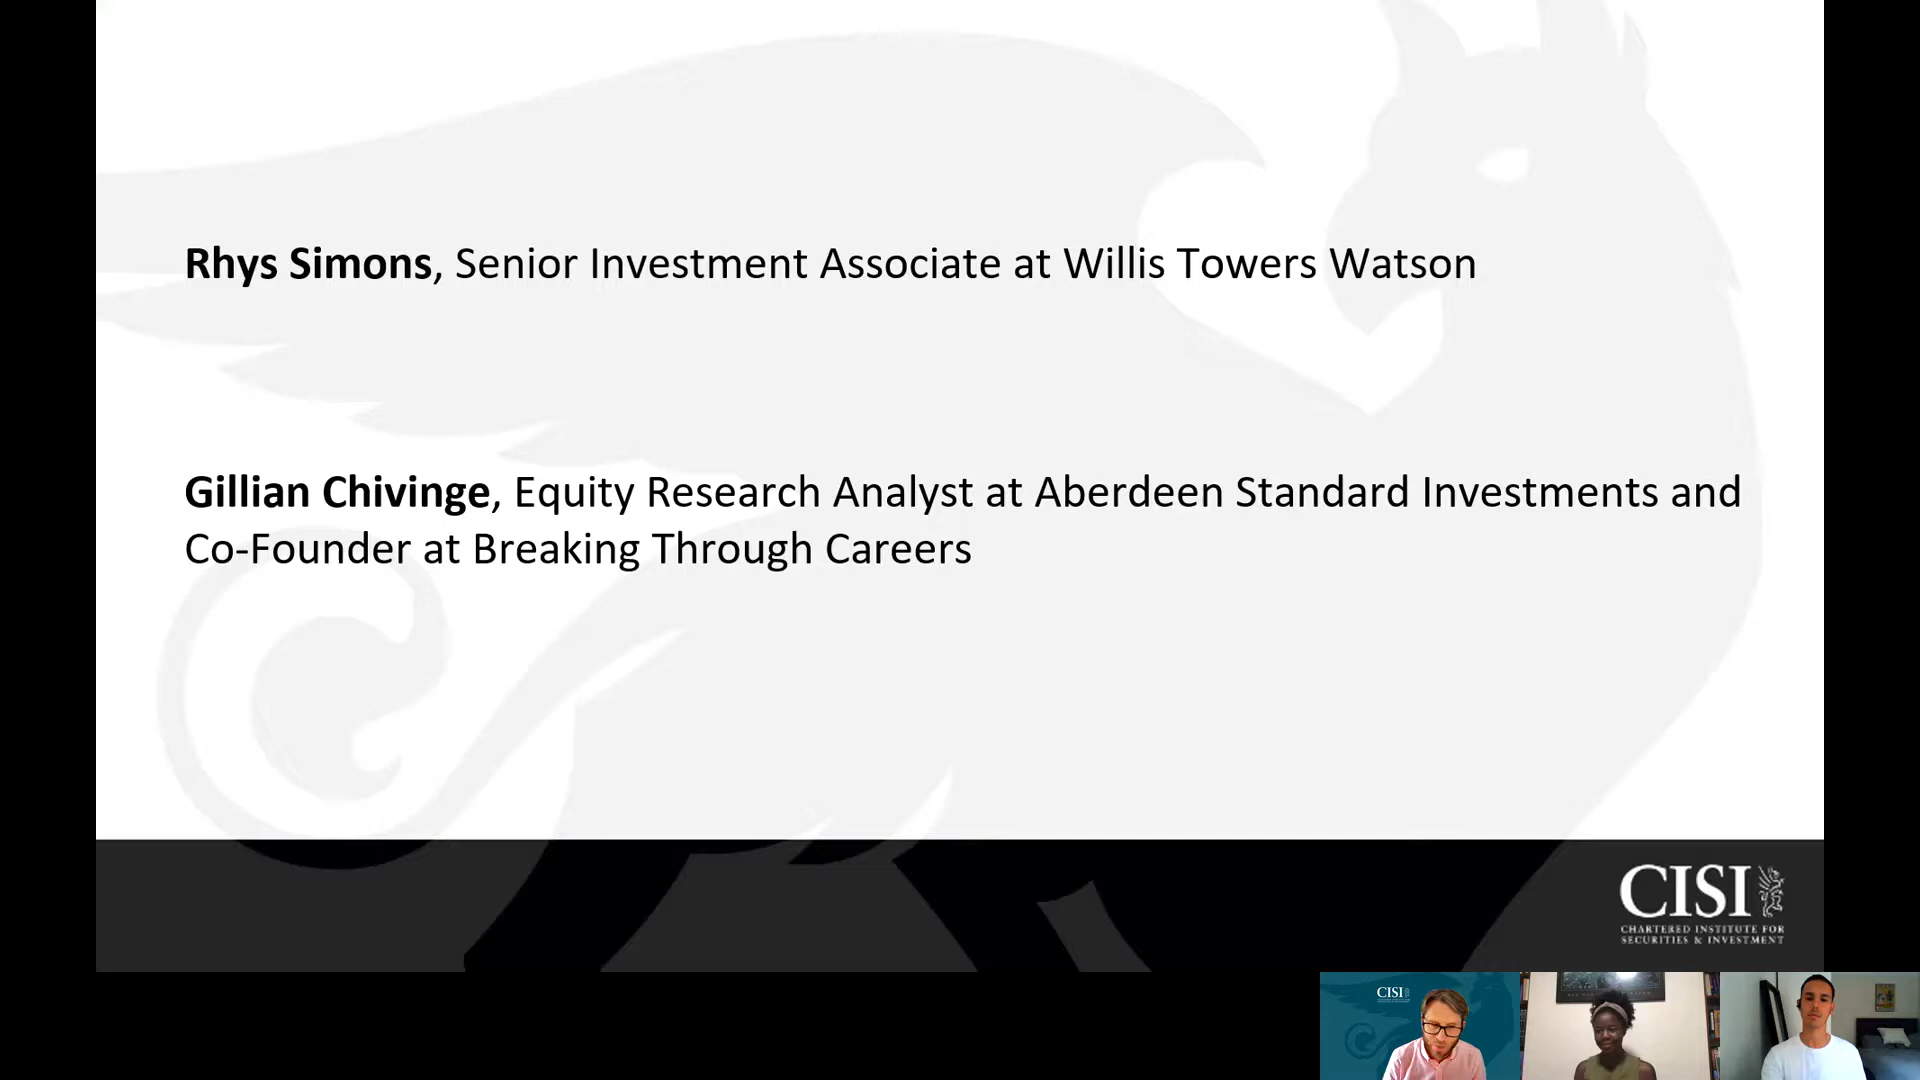 Rhys Simons, Senior Investment Associate at Willis Towers Watson
Gillian Chivinge, Equity Research Analyst at Aberdeen Standard Investments and
Co-Founder at Breaking Through Careers
CISI
CHARTERED INSTITUTE FOR
SECURITIES & INVESTMENT
CISI